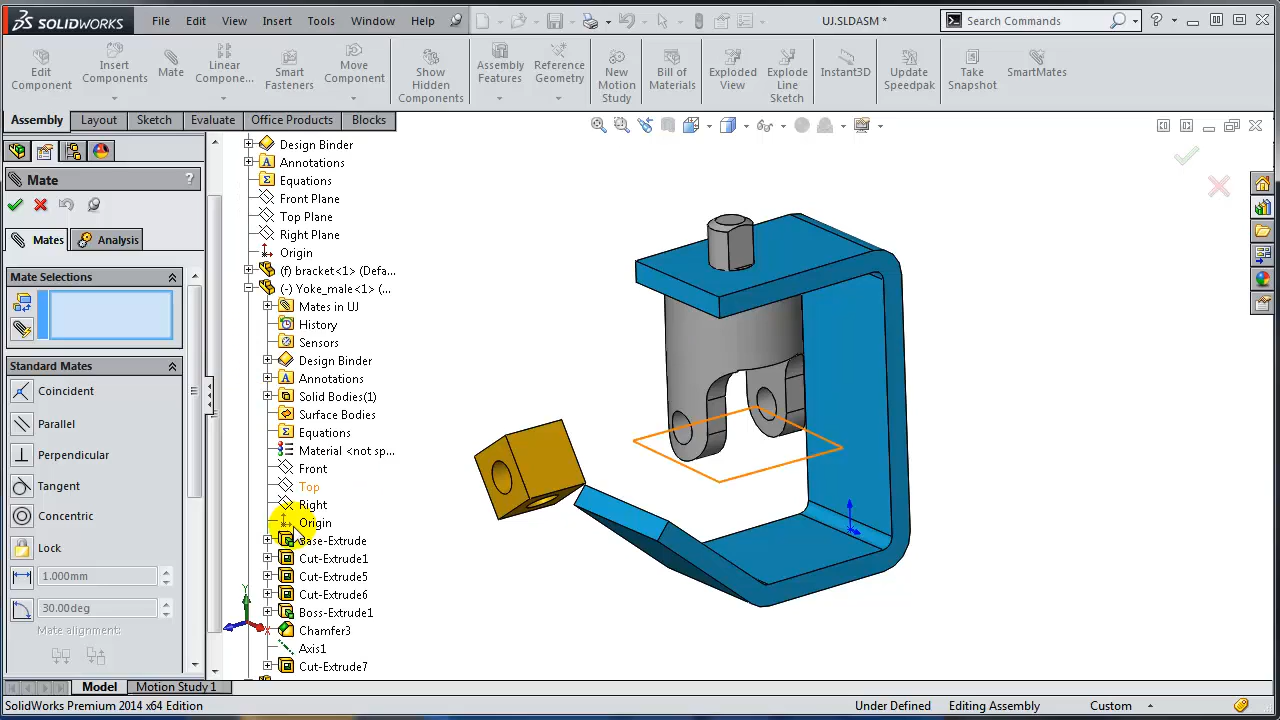 SOLIDWORKS
File Edit View Insert Tools Window Help
UJ.SLDASM *
Search Commands
Edit Component
Insert Components
Mate
Linear Compone...
Smart Fasteners
Move Component
Show Hidden Components
Assembly Features
Reference Geometry
New Motion Study
Bill of Materials
Exploded View
Explode Line Sketch
Instant3D
Update Speedpak
Take Snapshot
SmartMates
Assembly Layout Sketch Evaluate Office Products Blocks
Mate
?
Mates Analysis
Mate Selections
Standard Mates
Coincident
Parallel
Perpendicular
Tangent
Concentric
Lock
1.000mm
30.00deg
Mate alignment:
Design Binder
Annotations
Equations
Front Plane
Top Plane
Right Plane
Origin
(f) bracket<1> (Defa...
(-) Yoke_male<1> (...
Mates in UJ
History
Sensors
Design Binder
Annotations
Solid Bodies(1)
Surface Bodies
Equations
Material <not sp...
Front
Top
Right
Origin
Base-Extrude
Cut-Extrude1
Cut-Extrude5
Cut-Extrude6
Boss-Extrude1
Chamfer3
Axis1
Cut-Extrude7
Y
Model Motion Study 1
SolidWorks Premium 2014 x64 Edition
Under Defined Editing Assembly Custom